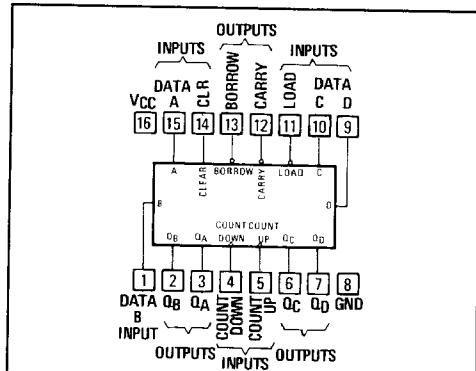 OUTPUTS
INPUTS INPUTS
VCC DATA A CLR BORROW CARRY LOAD DATA C D
16 15 14 13 12 11 10 9
A CLEAR BORROW CARRY LOAD C
B D
COUNT COUNT
QB QA DOWN UP QC QD
1 2 3 4 5 6 7 8
DATA B INPUT QB QA COUNT DOWN COUNT UP QC QD GND
OUTPUTS INPUTS OUTPUTS